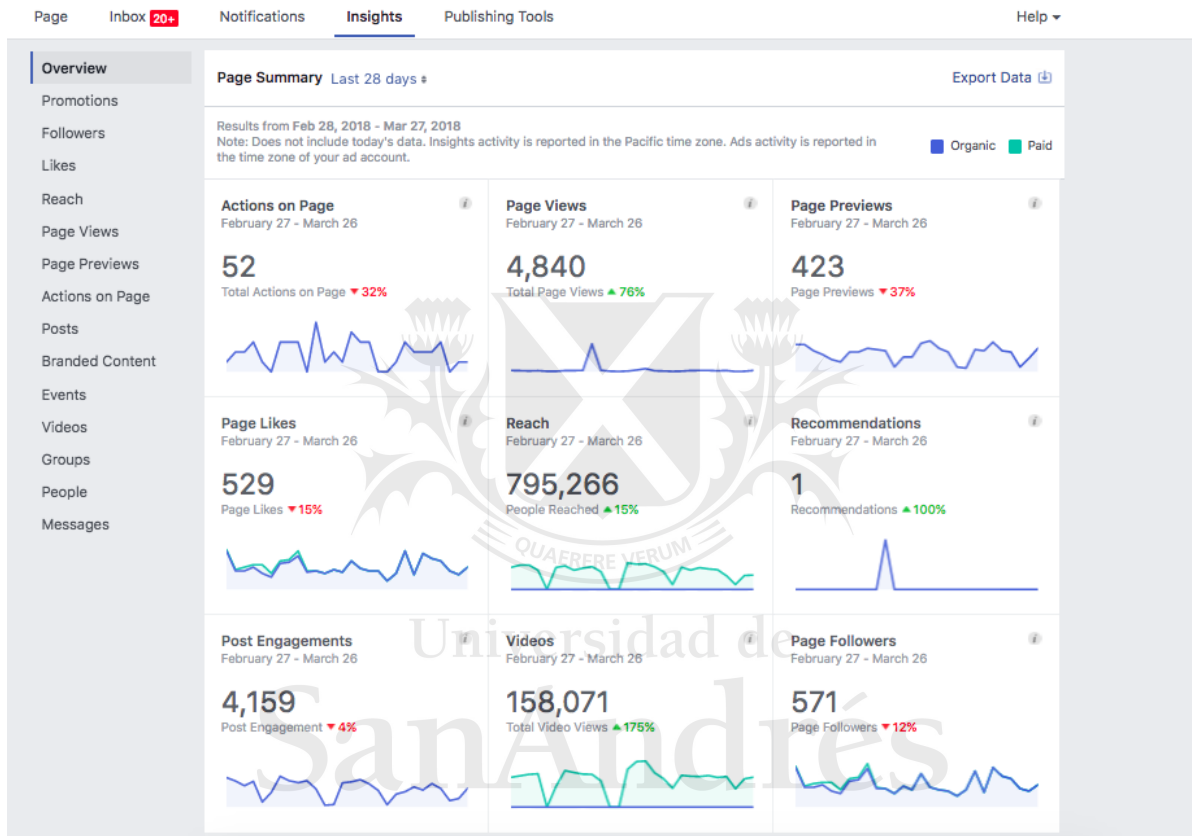 Page Inbox 20+ Notifications Insights Publishing Tools Help
Overview
Promotions
Followers
Likes
Reach
Page Views
Page Previews
Actions on Page
Posts
Branded Content
Events
Videos
Groups
People
Messages
Page Summary Last 28 days Export Data
Results from Feb 28, 2018 - Mar 27, 2018
Note: Does not include today's data. Insights activity is reported in the Pacific time zone. Ads activity is reported in
the time zone of your ad account.
Organic Paid
Actions on Page
February 27 - March 26
52
Total Actions on Page ▼32%
Page Views
February 27 - March 26
4,840
Total Page Views ▲76%
Page Previews
February 27 - March 26
423
Page Previews ▼37%
Page Likes
February 27 - March 26
529
Page Likes ▼15%
Reach
February 27 - March 26
795,266
People Reached ▲15%
Recommendations
February 27 - March 26
1
Recommendations ▲100%
Post Engagements
February 27 - March 26
4,159
Post Engagement ▼4%
Videos
February 27 - March 26
158,071
Total Video Views ▲175%
Page Followers
February 27 - March 26
571
Page Followers ▼12%
QUAERERE VERUM
Universidad de
SanAndrés